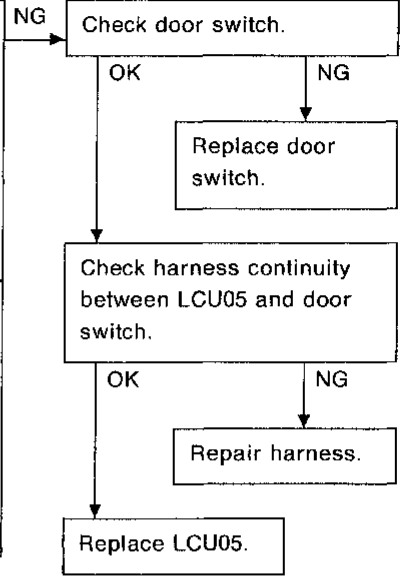 NG
Check door switch.
OK
NG
Replace door
switch.
Check harness continuity
between LCU05 and door
switch.
OK
NG
Repair harness.
Replace LCU05.